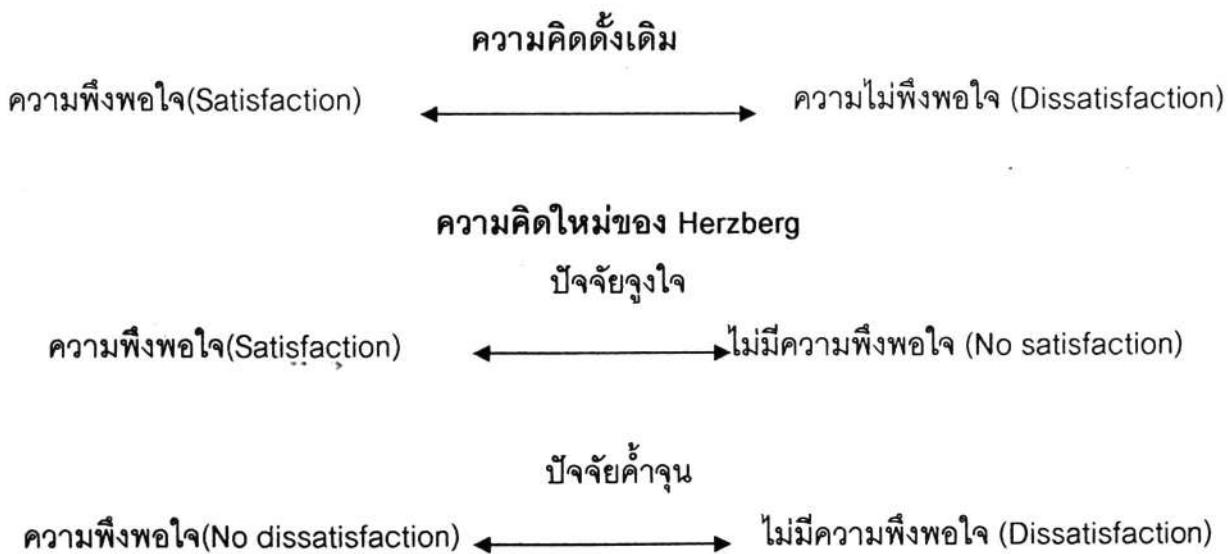 ความคิดดั้งเดิม
ความพึงพอใจ(Satisfaction) ความไม่พึงพอใจ (Dissatisfaction)
ความคิดใหม่ของ Herzberg
ปัจจัยจูงใจ
ความพึงพอใจ(Satisfaction) ไม่มีความพึงพอใจ (No satisfaction)
ปัจจัยค้ำจุน
ความพึงพอใจ(No dissatisfaction) ไม่มีความพึงพอใจ (Dissatisfaction)